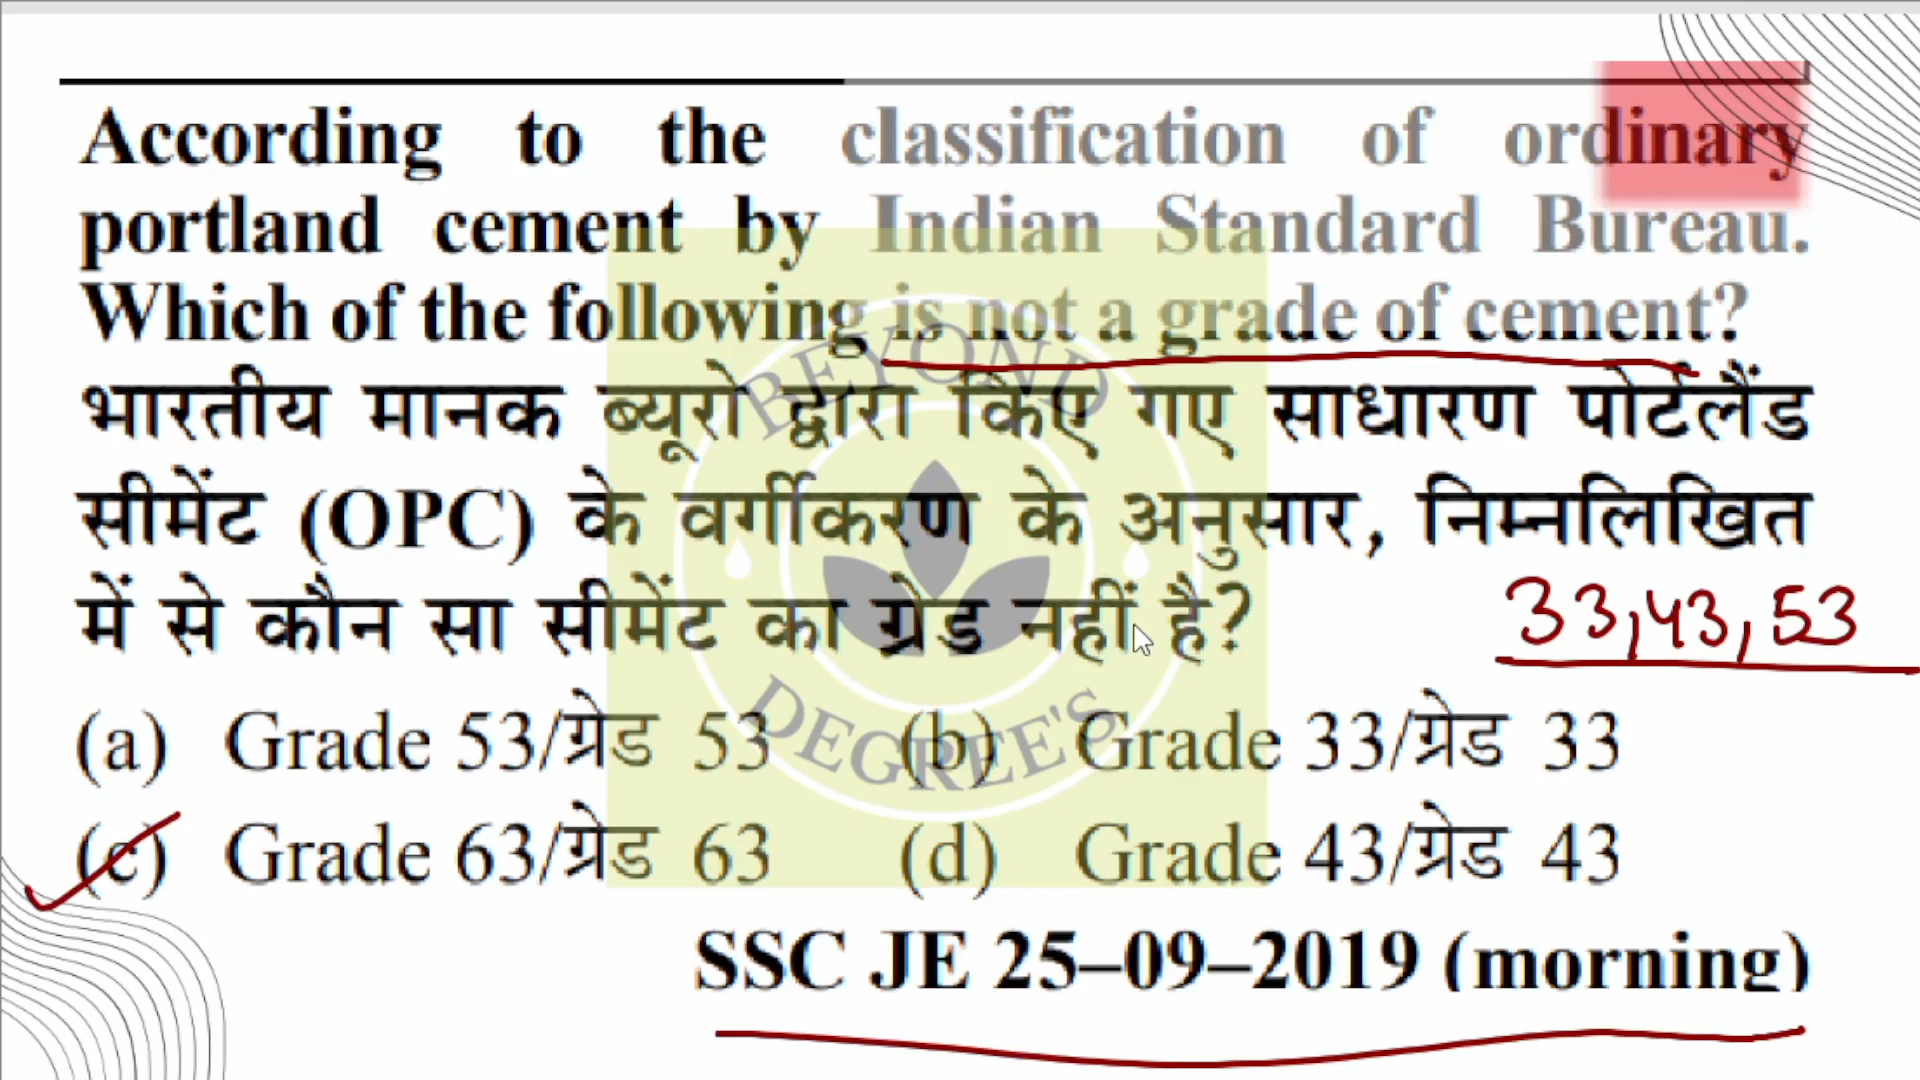 According to the classification of ordinary
portland cement by Indian Standard Bureau.
Which of the following is not a grade of cement?
भारतीय मानक ब्यूरो द्वारा किए गए साधारण पोर्टलैंड
सीमेंट (OPC) के वर्गीकरण के अनुसार, निम्नलिखित
में से कौन सा सीमेंट का ग्रेड नहीं है?
33,43,53
(a) Grade 53/ग्रेड 53 (b) Grade 33/ग्रेड 33
(c) Grade 63/ग्रेड 63 (d) Grade 43/ग्रेड 43
SSC JE 25–09–2019 (morning)
BEYOND
DEGREE'S